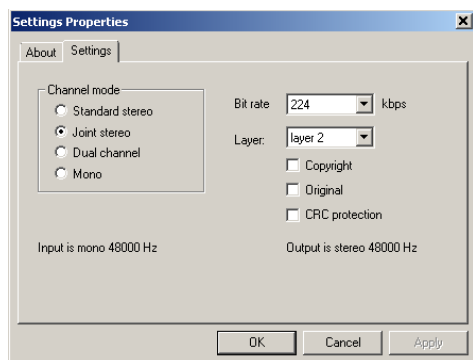 Settings Properties
About
Settings
Channel mode
Standard stereo
Joint stereo
Dual channel
Mono
Bit rate
224
kbps
Layer:
layer 2
Copyright
Original
CRC protection
Input is mono 48000 Hz
Output is stereo 48000 Hz
OK
Cancel
Apply